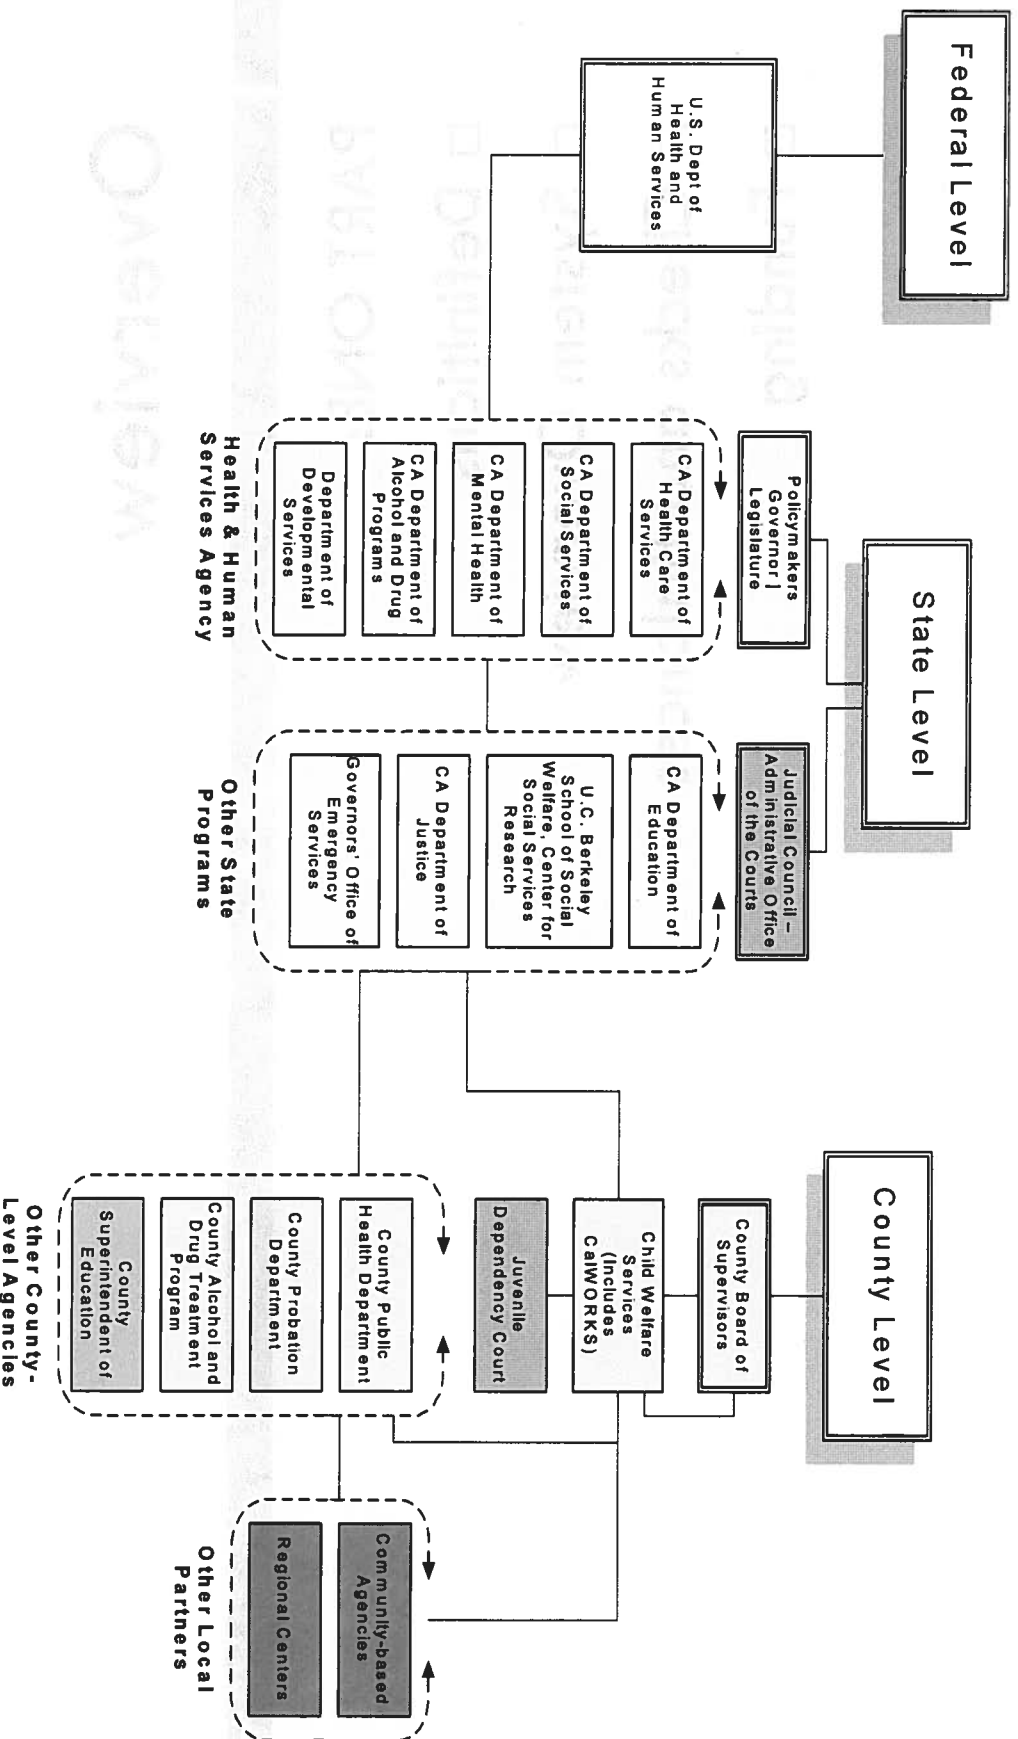 Federal Level
U.S. Dept of
Health and
Human Services
State Level
Policymakers
Governor |
Legislature
Judicial Council –
Administrative Office
of the Courts
CA Department of
Health Care
Services
CA Department of
Social Services
CA Department of
Mental Health
CA Department of
Alcohol and Drug
Programs
Department of
Developmental
Services
Health & Human
Services Agency
CA Department of
Education
U.C. Berkeley
School of Social
Welfare, Center for
Social Services
Research
CA Department of
Justice
Governors' Office of
Emergency
Services
Other State
Programs
County Level
County Board of
Supervisors
Child Welfare
Services
(Includes
CalWORKS)
Juvenile
Dependency Court
County Public
Health Department
County Probation
Department
County Alcohol and
Drug Treatment
Program
County
Superintendent of
Education
Other County-
Level Agencies
Community-based
Agencies
Regional Centers
Other Local
Partners
Overview
PART ONE